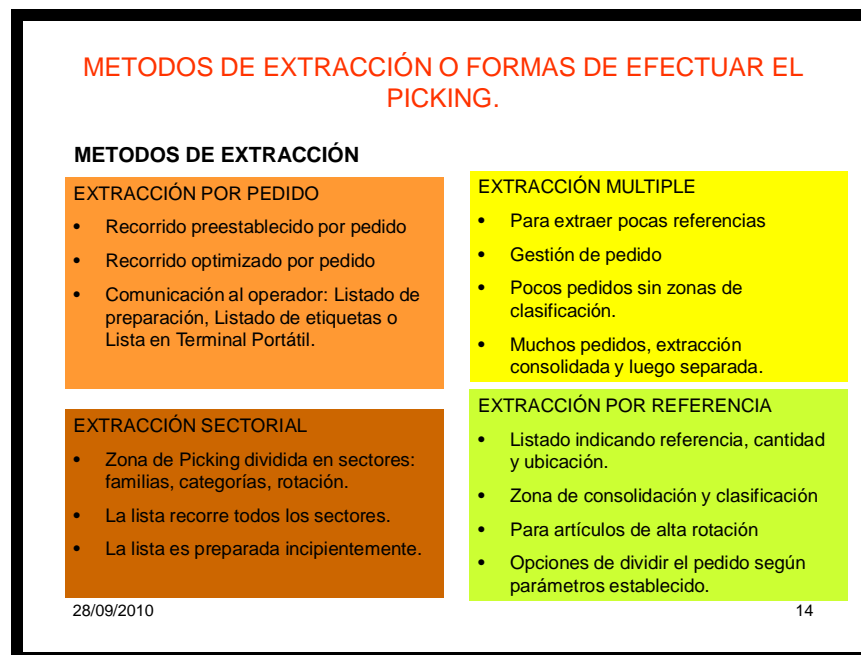 METODOS DE EXTRACCIÓN O FORMAS DE EFECTUAR EL
PICKING.
METODOS DE EXTRACCIÓN
EXTRACCIÓN POR PEDIDO
• Recorrido preestablecido por pedido
• Recorrido optimizado por pedido
• Comunicación al operador: Listado de
preparación, Listado de etiquetas o
Lista en Terminal Portátil.
EXTRACCIÓN MULTIPLE
• Para extraer pocas referencias
• Gestión de pedido
• Pocos pedidos sin zonas de
clasificación.
• Muchos pedidos, extracción
consolidada y luego separada.
EXTRACCIÓN SECTORIAL
• Zona de Picking dividida en sectores:
familias, categorías, rotación.
• La lista recorre todos los sectores.
• La lista es preparada incipientemente.
EXTRACCIÓN POR REFERENCIA
• Listado indicando referencia, cantidad
y ubicación.
• Zona de consolidación y clasificación
• Para artículos de alta rotación
• Opciones de dividir el pedido según
parámetros establecido.
28/09/2010
14